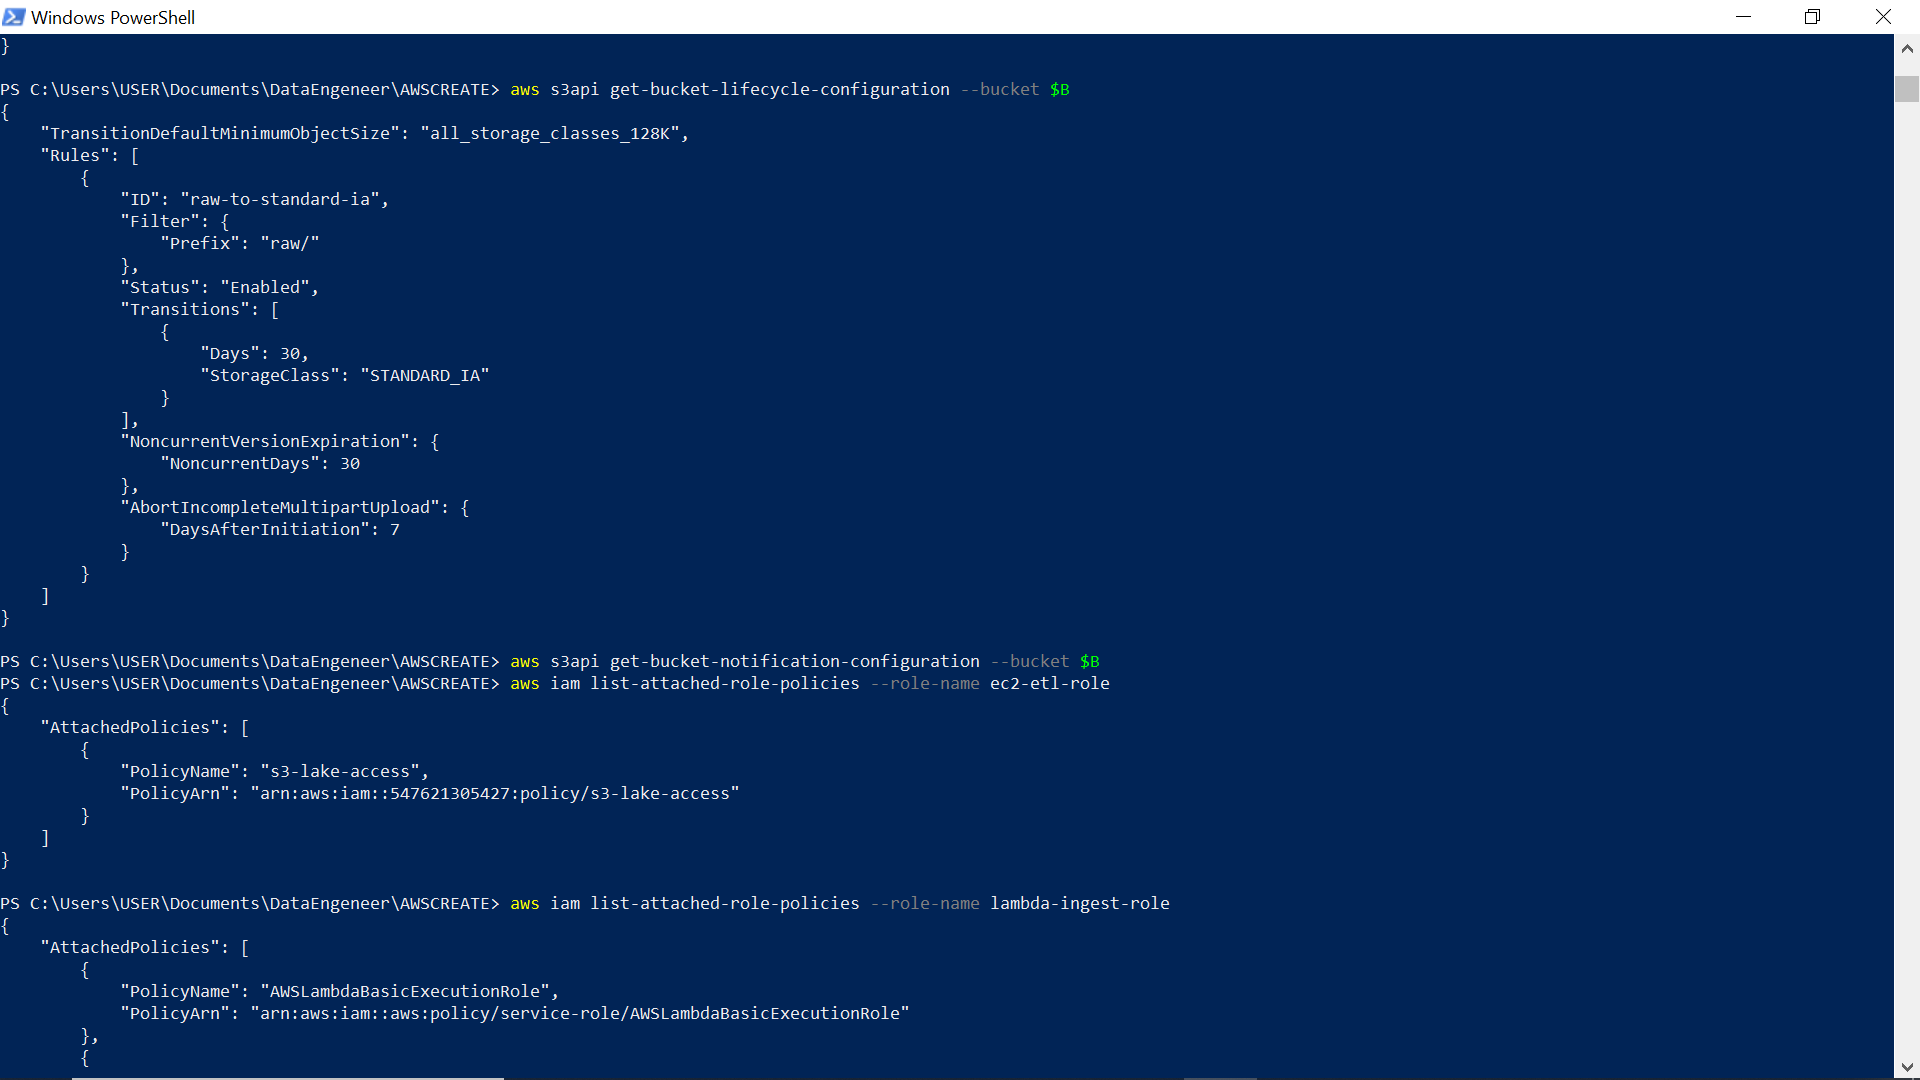 Windows PowerShell
}
PS C:\Users\USER\Documents\DataEngeneer\AWSCREATE> aws s3api get-bucket-lifecycle-configuration --bucket $B
{
    "TransitionDefaultMinimumObjectSize": "all_storage_classes_128K",
    "Rules": [
        {
            "ID": "raw-to-standard-ia",
            "Filter": {
                "Prefix": "raw/"
            },
            "Status": "Enabled",
            "Transitions": [
                {
                    "Days": 30,
                    "StorageClass": "STANDARD_IA"
                }
            ],
            "NoncurrentVersionExpiration": {
                "NoncurrentDays": 30
            },
            "AbortIncompleteMultipartUpload": {
                "DaysAfterInitiation": 7
            }
        }
    ]
}
PS C:\Users\USER\Documents\DataEngeneer\AWSCREATE> aws s3api get-bucket-notification-configuration --bucket $B
PS C:\Users\USER\Documents\DataEngeneer\AWSCREATE> aws iam list-attached-role-policies --role-name ec2-etl-role
{
    "AttachedPolicies": [
        {
            "PolicyName": "s3-lake-access",
            "PolicyArn": "arn:aws:iam::547621305427:policy/s3-lake-access"
        }
    ]
}
PS C:\Users\USER\Documents\DataEngeneer\AWSCREATE> aws iam list-attached-role-policies --role-name lambda-ingest-role
{
    "AttachedPolicies": [
        {
            "PolicyName": "AWSLambdaBasicExecutionRole",
            "PolicyArn": "arn:aws:iam::aws:policy/service-role/AWSLambdaBasicExecutionRole"
        },
        {